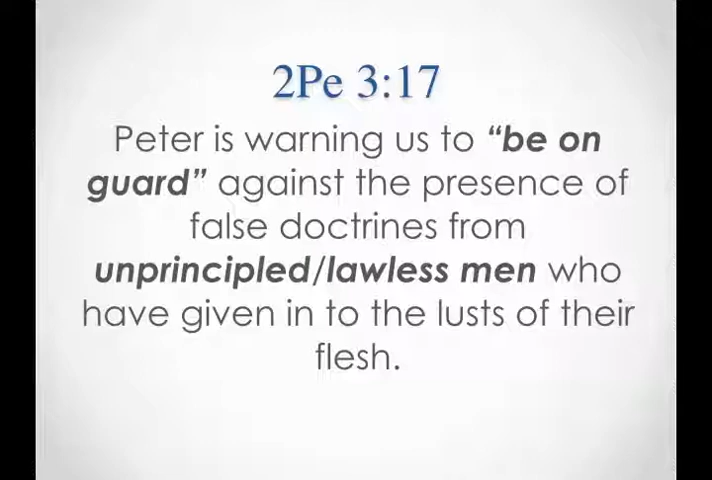 2Pe 3:17
Peter is warning us to “be on
guard” against the presence of
false doctrines from
unprincipled/lawless men who
have given in to the lusts of their
flesh.